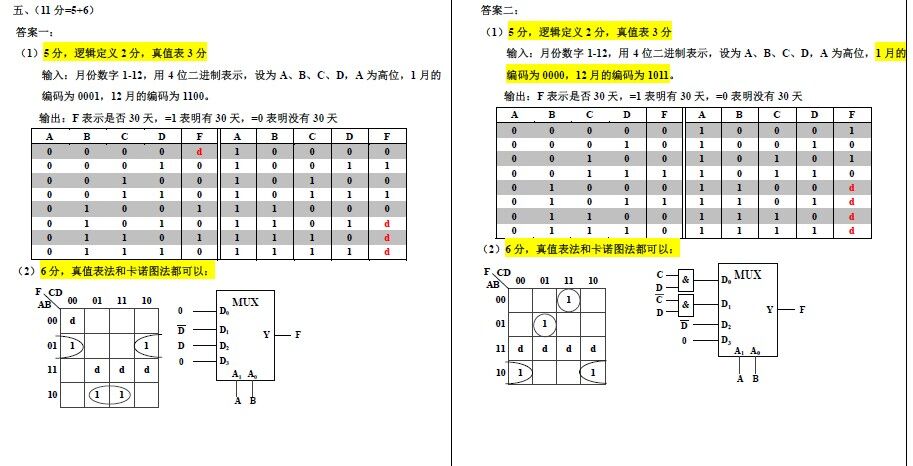 五、（11 分=5+6）
答案一：
（1）5 分，逻辑定义 2 分，真值表 3 分
输入：月份数字 1-12，用 4 位二进制表示，设为 A、B、C、D，A 为高位，1 月的
编码为 0001，12 月的编码为 1100。
输出：F 表示是否 30 天，=1 表明有 30 天，=0 表明没有 30 天
A B C D F A B C D F
0 0 0 0 d 1 0 0 0 0
0 0 0 1 0 1 0 0 1 1
0 0 1 0 0 1 0 1 0 0
0 0 1 1 0 1 0 1 1 1
0 1 0 0 1 1 1 0 0 0
0 1 0 1 0 1 1 0 1 d
0 1 1 0 1 1 1 1 0 d
0 1 1 1 0 1 1 1 1 d
（2）6 分，真值表法和卡诺图法都可以：
F CD
AB 00 01 11 10
00 d
01 1 1
11 d d d
10 1 1
MUX
0 D₀
D̅ D₁
D D₂
0 D₃
Y F
A₁ A₀
A B
答案二：
（1）5 分，逻辑定义 2 分，真值表 3 分
输入：月份数字 1-12，用 4 位二进制表示，设为 A、B、C、D，A 为高位，1 月的
编码为 0000，12 月的编码为 1011。
输出：F 表示是否 30 天，=1 表明有 30 天，=0 表明没有 30 天
A B C D F A B C D F
0 0 0 0 0 1 0 0 0 1
0 0 0 1 0 1 0 0 1 0
0 0 1 0 0 1 0 1 0 1
0 0 1 1 1 1 0 1 1 0
0 1 0 0 0 1 1 0 0 d
0 1 0 1 1 1 1 0 1 d
0 1 1 0 0 1 1 1 0 d
0 1 1 1 0 1 1 1 1 d
（2）6 分，真值表法和卡诺图法都可以：
F CD
AB 00 01 11 10
00 1
01 1
11 d d d d
10 1 1
MUX
C
D & D₀
C̅
D & D₁
D̅ D₂
0 D₃
Y F
A₁ A₀
A B